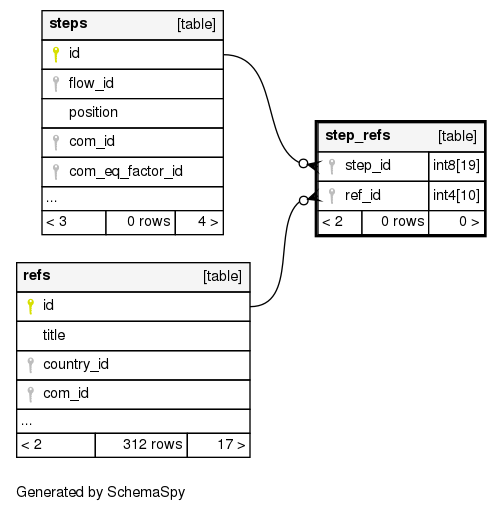 steps [table]
id
flow_id
position
com_id
com_eq_factor_id
...
< 3 0 rows 4 >
step_refs [table]
step_id int8[19]
ref_id int4[10]
< 2 0 rows 0 >
refs [table]
id
title
country_id
com_id
...
< 2 312 rows 17 >
Generated by SchemaSpy